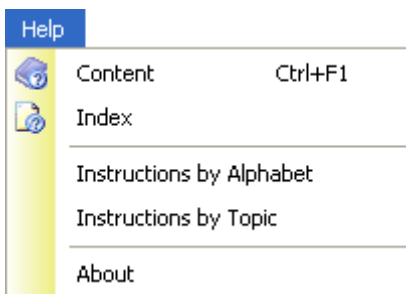 Help
Content Ctrl+F1
Index
Instructions by Alphabet
Instructions by Topic
About